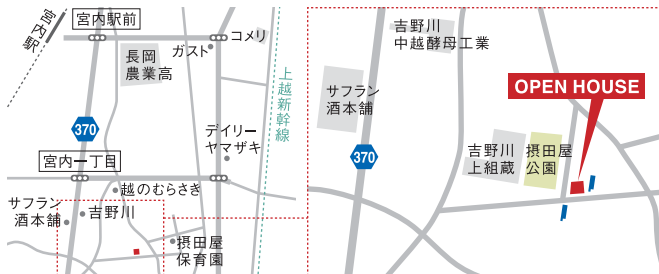 宮内駅
宮内駅前
コメリ
ガスト
長岡
農業高
上越新幹線
370
デイリー
ヤマザキ
宮内一丁目
越のむらさき
サフラン
酒本舗
吉野川
摂田屋
保育園
吉野川
中越酵母工業
サフラン
酒本舗
OPEN HOUSE
370
吉野川
上組蔵
摂田屋
公園